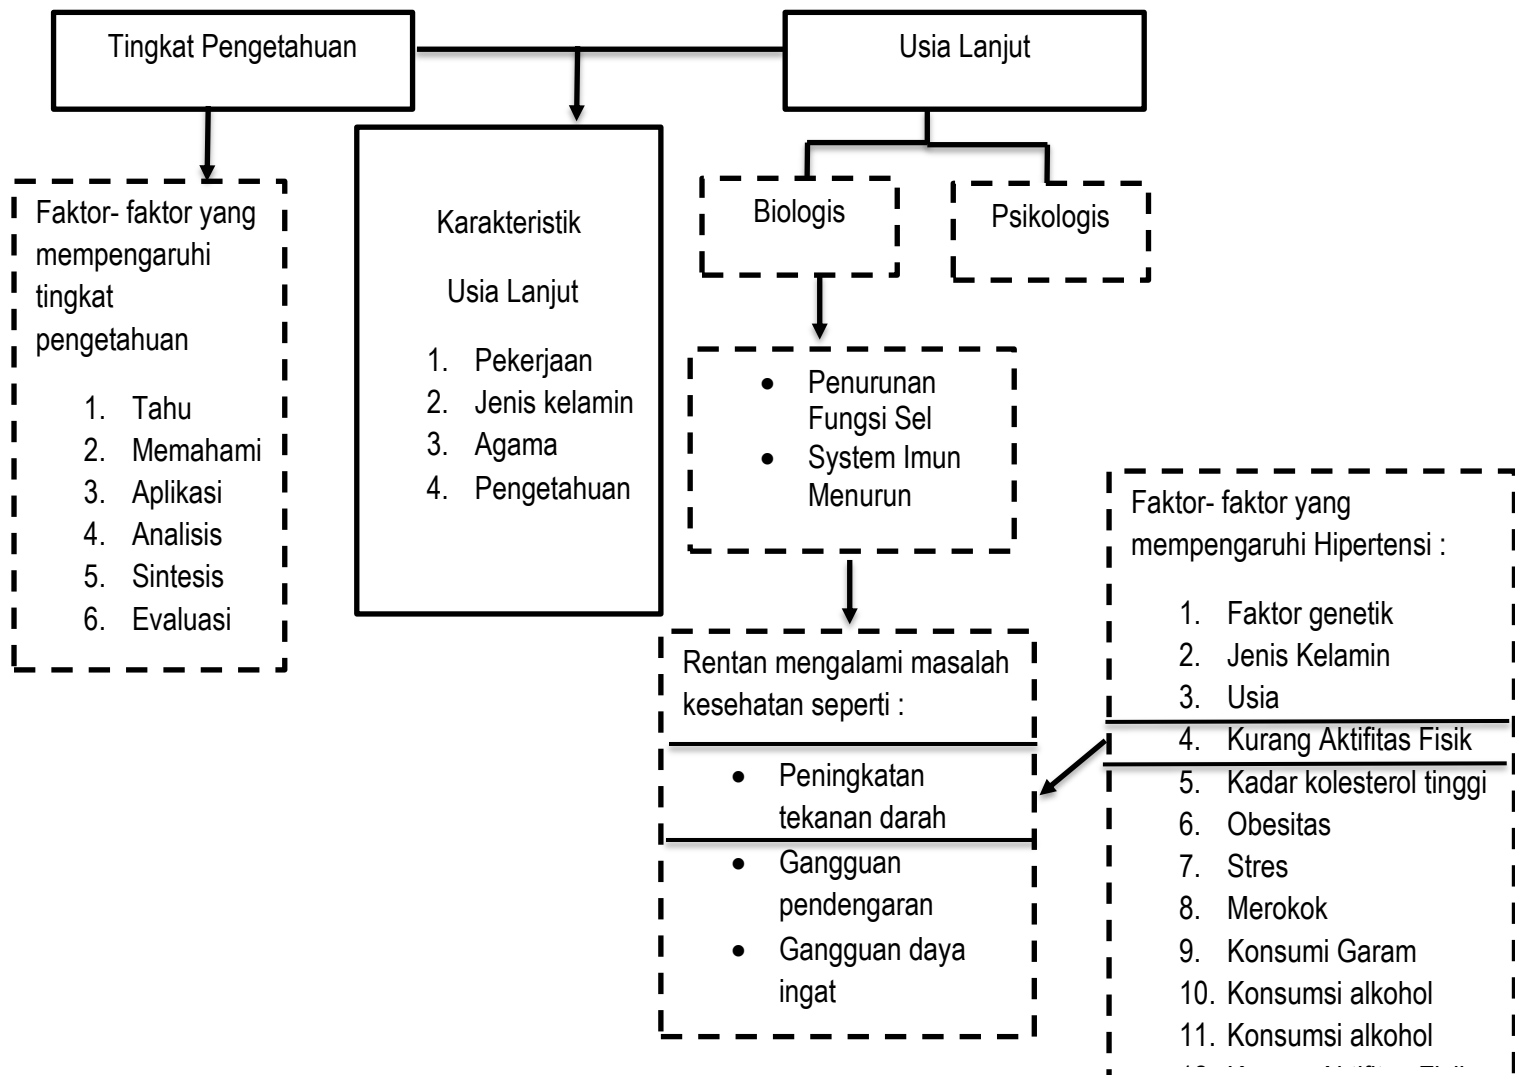 Tingkat Pengetahuan
Usia Lanjut
Faktor- faktor yang
mempengaruhi
tingkat
pengetahuan
1. Tahu
2. Memahami
3. Aplikasi
4. Analisis
5. Sintesis
6. Evaluasi
Karakteristik
Usia Lanjut
1. Pekerjaan
2. Jenis kelamin
3. Agama
4. Pengetahuan
Biologis
Psikologis
• Penurunan
Fungsi Sel
• System Imun
Menurun
Rentan mengalami masalah
kesehatan seperti :
• Peningkatan
tekanan darah
• Gangguan
pendengaran
• Gangguan daya
ingat
Faktor- faktor yang
mempengaruhi Hipertensi :
1. Faktor genetik
2. Jenis Kelamin
3. Usia
4. Kurang Aktifitas Fisik
5. Kadar kolesterol tinggi
6. Obesitas
7. Stres
8. Merokok
9. Konsumi Garam
10. Konsumsi alkohol
11. Konsumsi alkohol